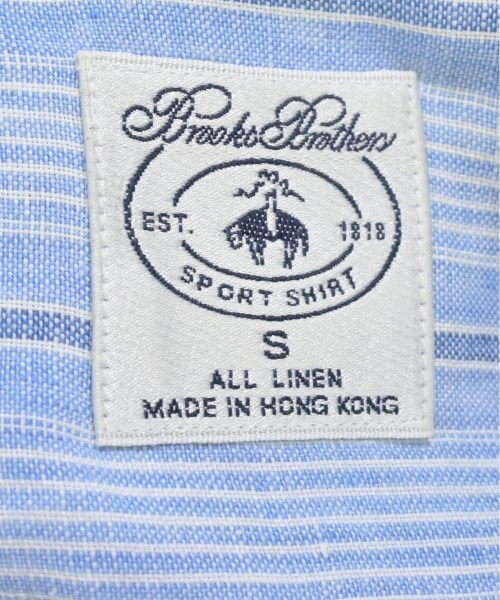 Brooks Brothers
EST. 1818
SPORT SHIRT
S
ALL LINEN
MADE IN HONG KONG